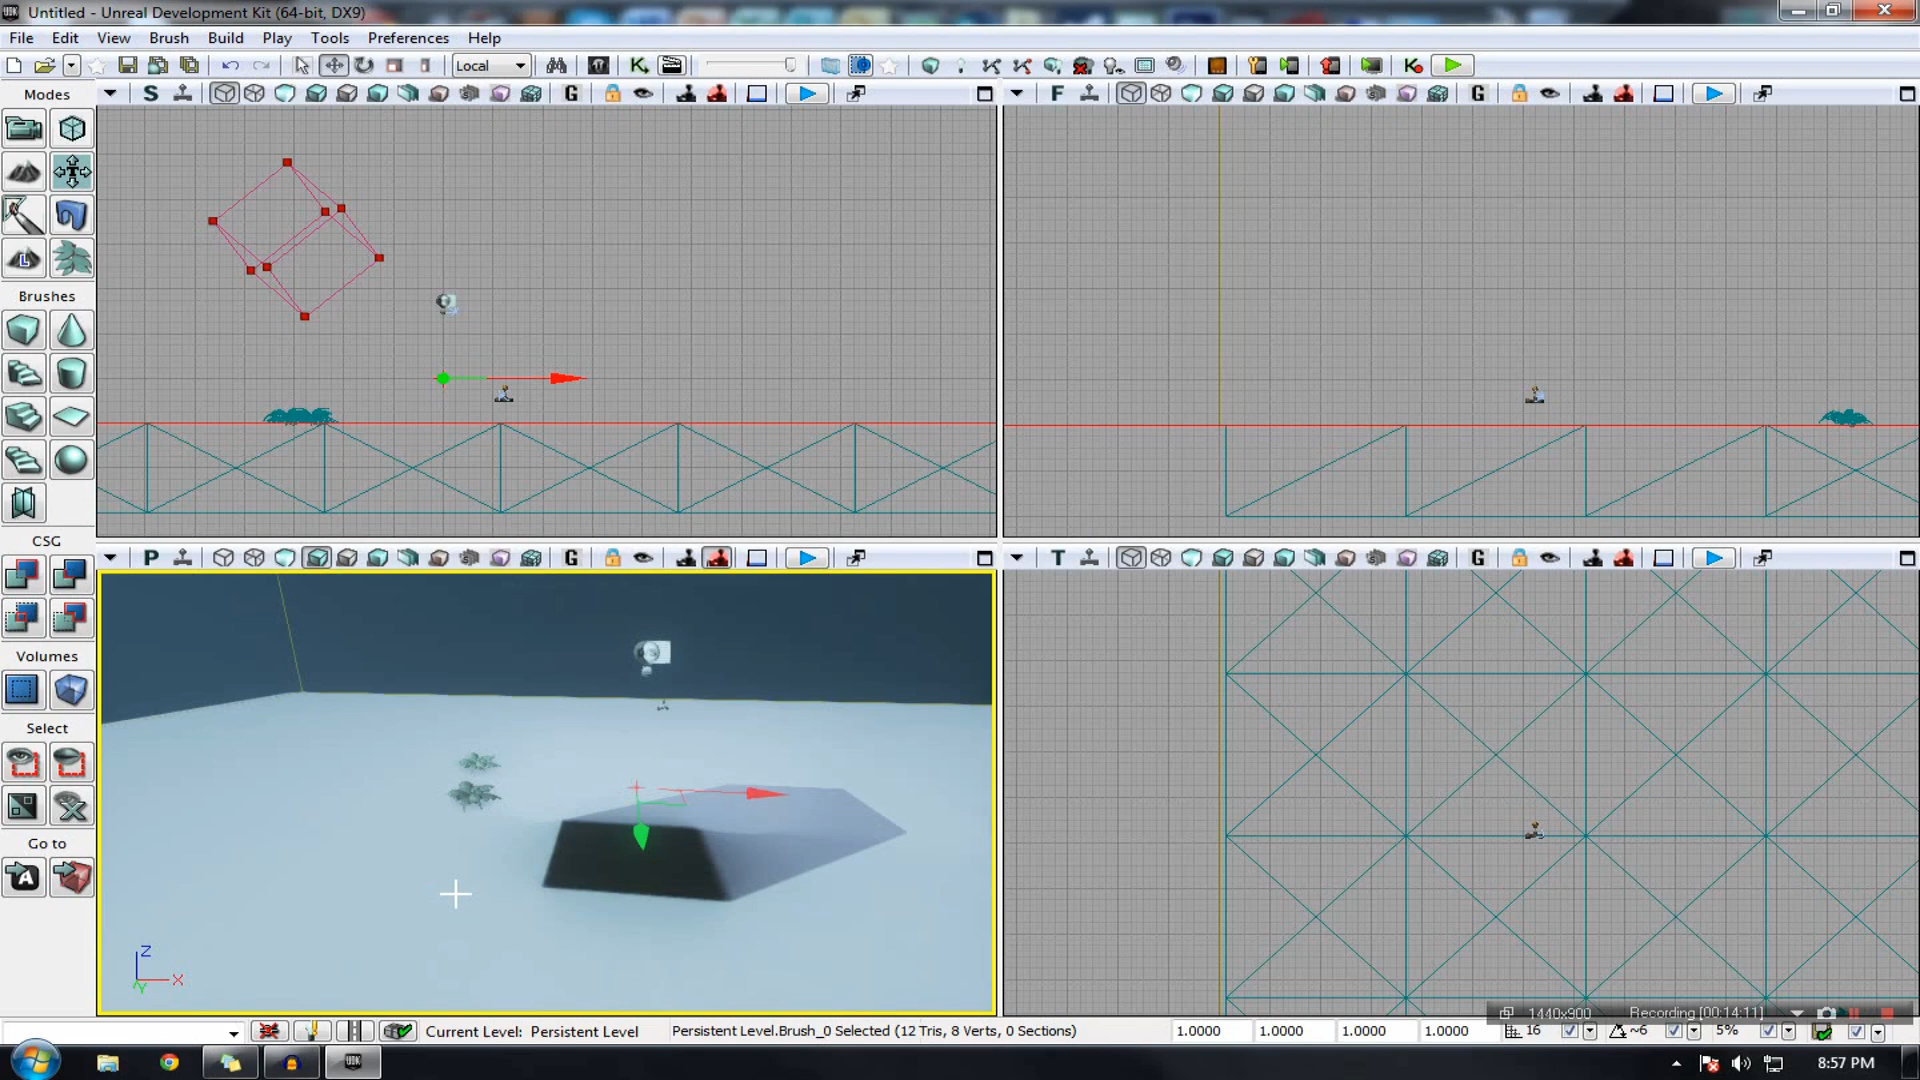 Untitled - Unreal Development Kit (64-bit, DX9)
File Edit View Brush Build Play Tools Preferences Help
Local
Modes
S G
F G
Brushes
CSG
P G
T G
Volumes
Select
Go to
Z
X
Y
1440x900 Recording [00:14:11]
Current Level: Persistent Level
Persistent Level.Brush_0 Selected (12 Tris, 8 Verts, 0 Sections)
1.0000 1.0000 1.0000 1.0000 16 ~6 5%
8:57 PM